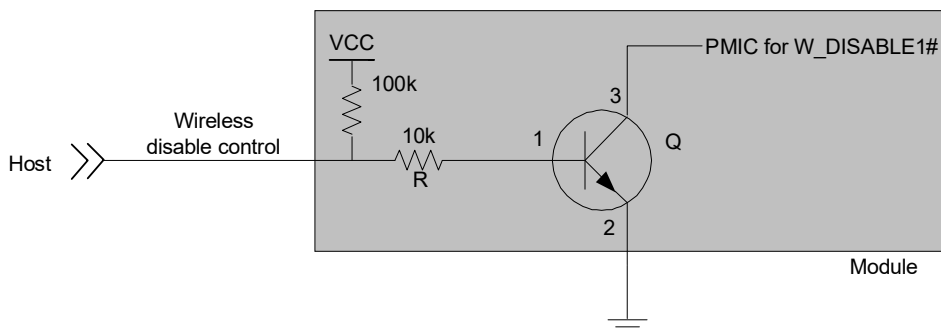 VCC
PMIC for W_DISABLE1#
100k
3
Wireless
disable control
10k
1
Q
Host
R
2
Module